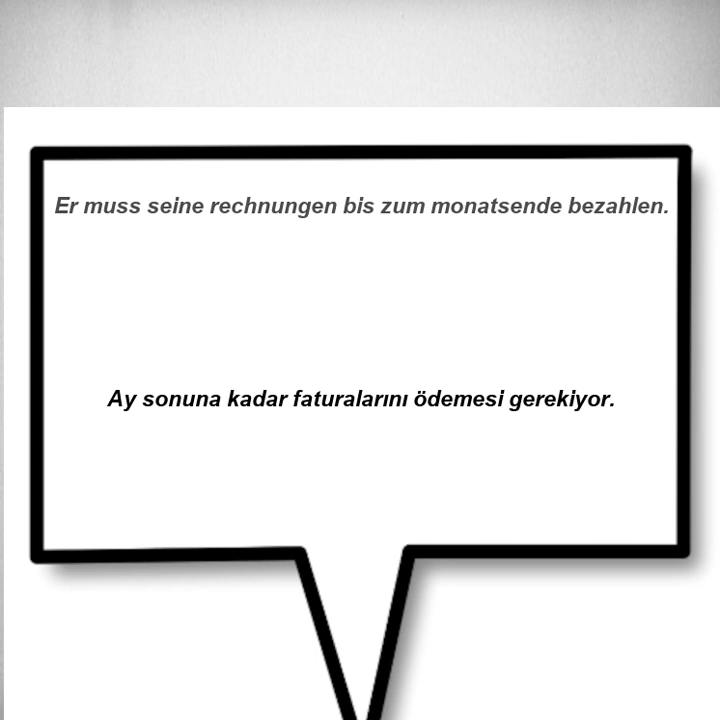 Er muss seine rechnungen bis zum monatsende bezahlen.
Ay sonuna kadar faturalarını ödemesi gerekiyor.